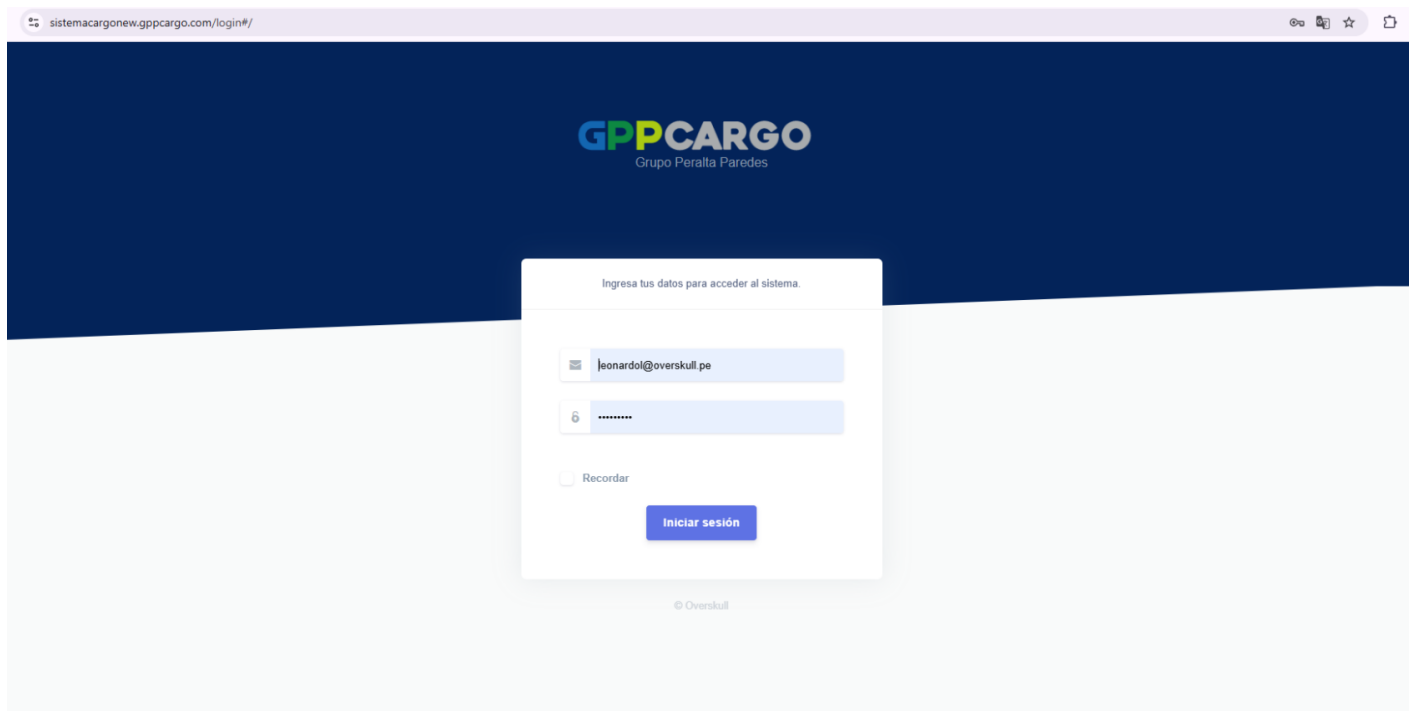 sistemacargonew.gppcargo.com/login#/
GPPCARGO
Grupo Peralta Paredes
Ingresa tus datos para acceder al sistema.
leonardol@overskull.pe
•••••••••
Recordar
Iniciar sesión
© Overskull